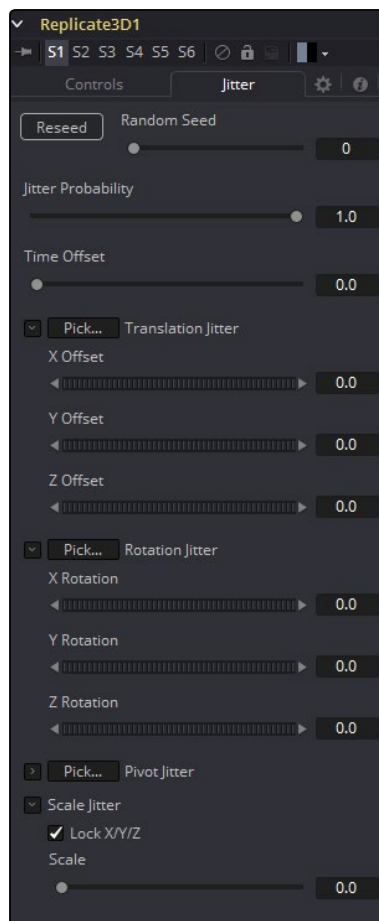 Replicate3D1
S1 S2 S3 S4 S5 S6
Controls Jitter
Reseed Random Seed
0
Jitter Probability
1.0
Time Offset
0.0
Pick... Translation Jitter
X Offset
0.0
Y Offset
0.0
Z Offset
0.0
Pick... Rotation Jitter
X Rotation
0.0
Y Rotation
0.0
Z Rotation
0.0
Pick... Pivot Jitter
Scale Jitter
Lock X/Y/Z
Scale
0.0